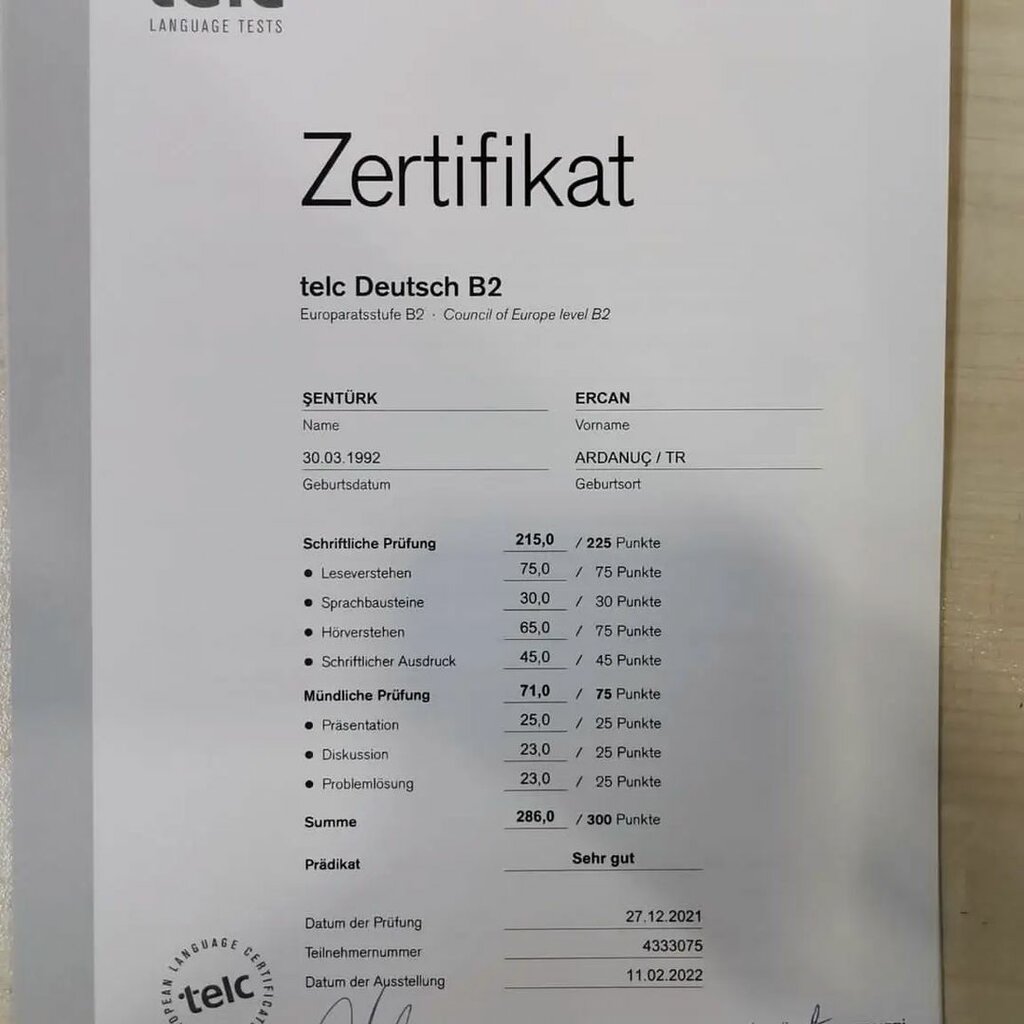 telc
LANGUAGE TESTS
Zertifikat
telc Deutsch B2
Europaratsstufe B2 · Council of Europe level B2
ŞENTÜRK ERCAN
Name Vorname
30.03.1992 ARDANUÇ / TR
Geburtsdatum Geburtsort
Schriftliche Prüfung 215,0 / 225 Punkte
• Leseverstehen 75,0 / 75 Punkte
• Sprachbausteine 30,0 / 30 Punkte
• Hörverstehen 65,0 / 75 Punkte
• Schriftlicher Ausdruck 45,0 / 45 Punkte
Mündliche Prüfung 71,0 / 75 Punkte
• Präsentation 25,0 / 25 Punkte
• Diskussion 23,0 / 25 Punkte
• Problemlösung 23,0 / 25 Punkte
Summe 286,0 / 300 Punkte
Prädikat Sehr gut
Datum der Prüfung 27.12.2021
Teilnehmernummer 4333075
Datum der Ausstellung 11.02.2022
LANGUAGE
telc